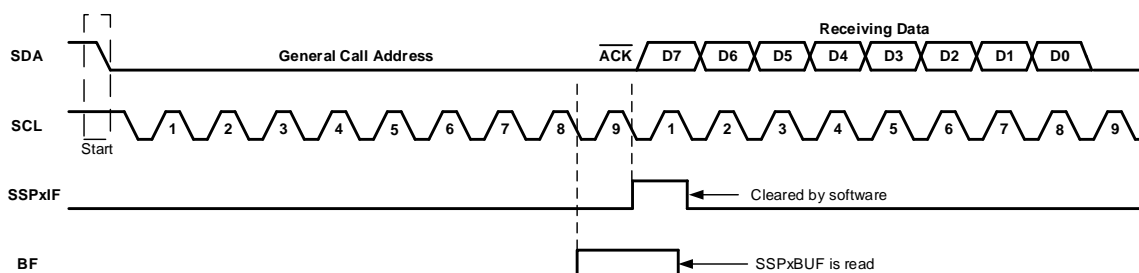 Receiving Data
SDA General Call Address ACK D7 D6 D5 D4 D3 D2 D1 D0
SCL 1 2 3 4 5 6 7 8 9 1 2 3 4 5 6 7 8 9
Start
SSPxIF Cleared by software
BF SSPxBUF is read